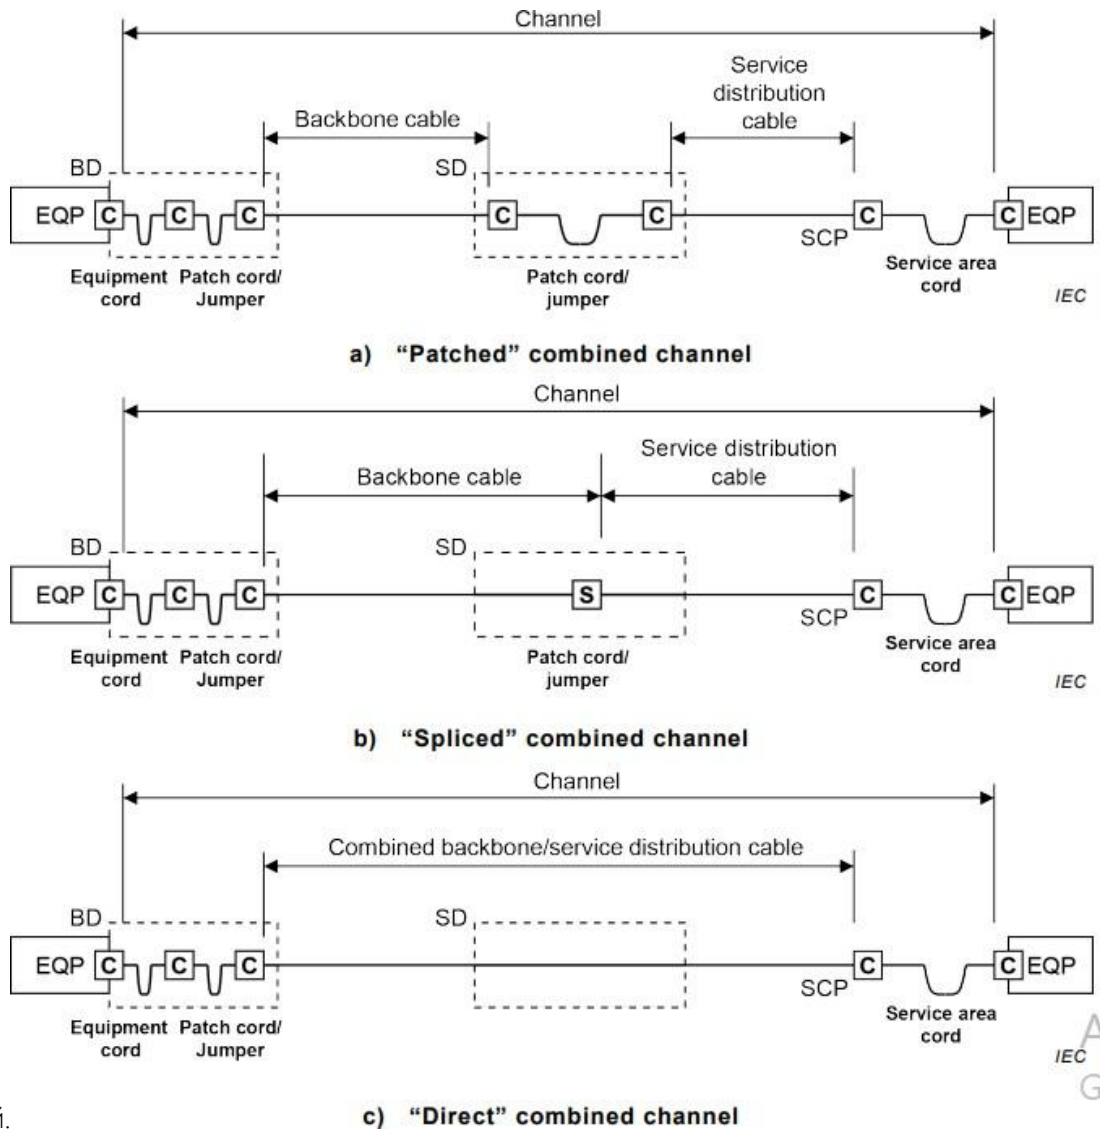 Channel
Service
distribution
cable
Backbone cable
BD
SD
EQP C C C C C C C EQP
SCP
Equipment Patch cord/ Patch cord/ Service area
cord Jumper jumper cord
IEC
a) “Patched” combined channel
Channel
Service distribution
cable
Backbone cable
BD
SD
EQP C C C S C C EQP
SCP
Equipment Patch cord/ Patch cord/ Service area
cord Jumper jumper cord
IEC
b) “Spliced” combined channel
Channel
Combined backbone/service distribution cable
BD
SD
EQP C C C C C EQP
SCP
Equipment Patch cord/ Service area
cord Jumper cord
IEC
c) “Direct” combined channel